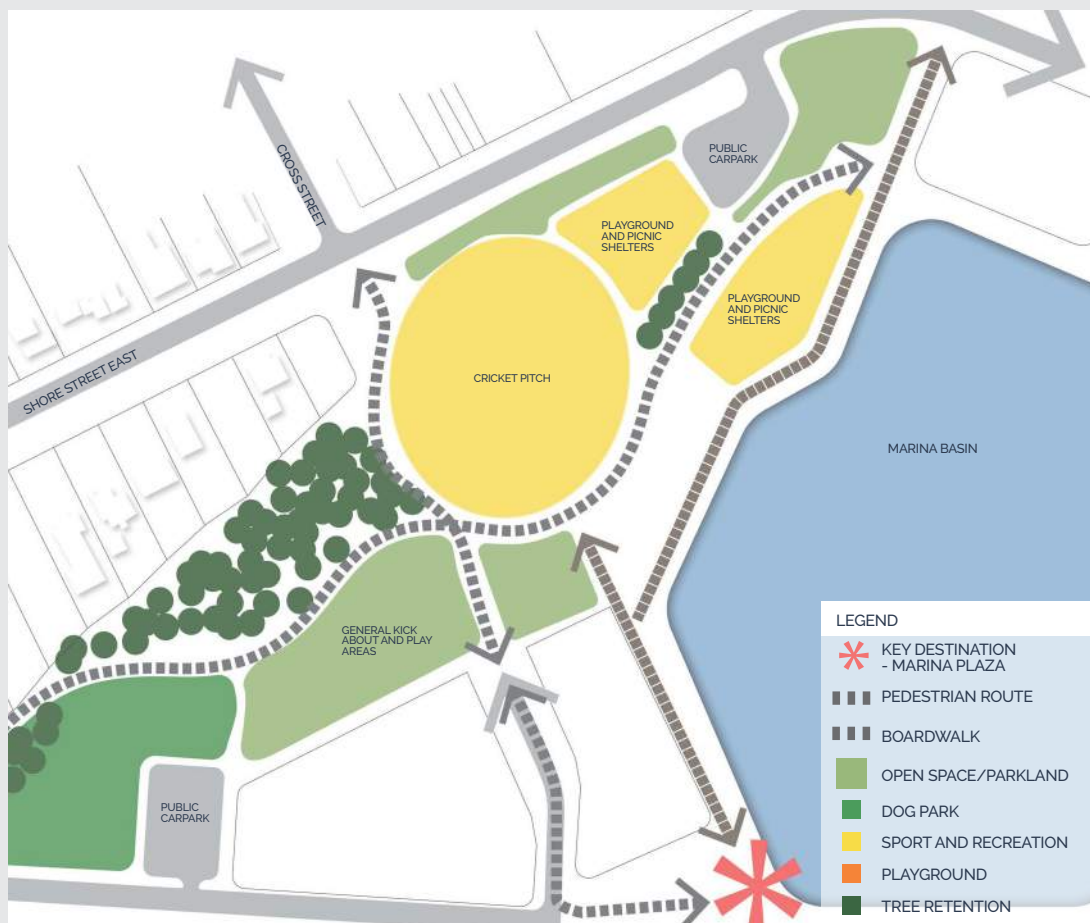 CROSS STREET
PUBLIC
CARPARK
PLAYGROUND
AND PICNIC
SHELTERS
PLAYGROUND
AND PICNIC
SHELTERS
SHORE STREET EAST
CRICKET PITCH
MARINA BASIN
GENERAL KICK
ABOUT AND PLAY
AREAS
PUBLIC
CARPARK
LEGEND
KEY DESTINATION
- MARINA PLAZA
PEDESTRIAN ROUTE
BOARDWALK
OPEN SPACE/PARKLAND
DOG PARK
SPORT AND RECREATION
PLAYGROUND
TREE RETENTION